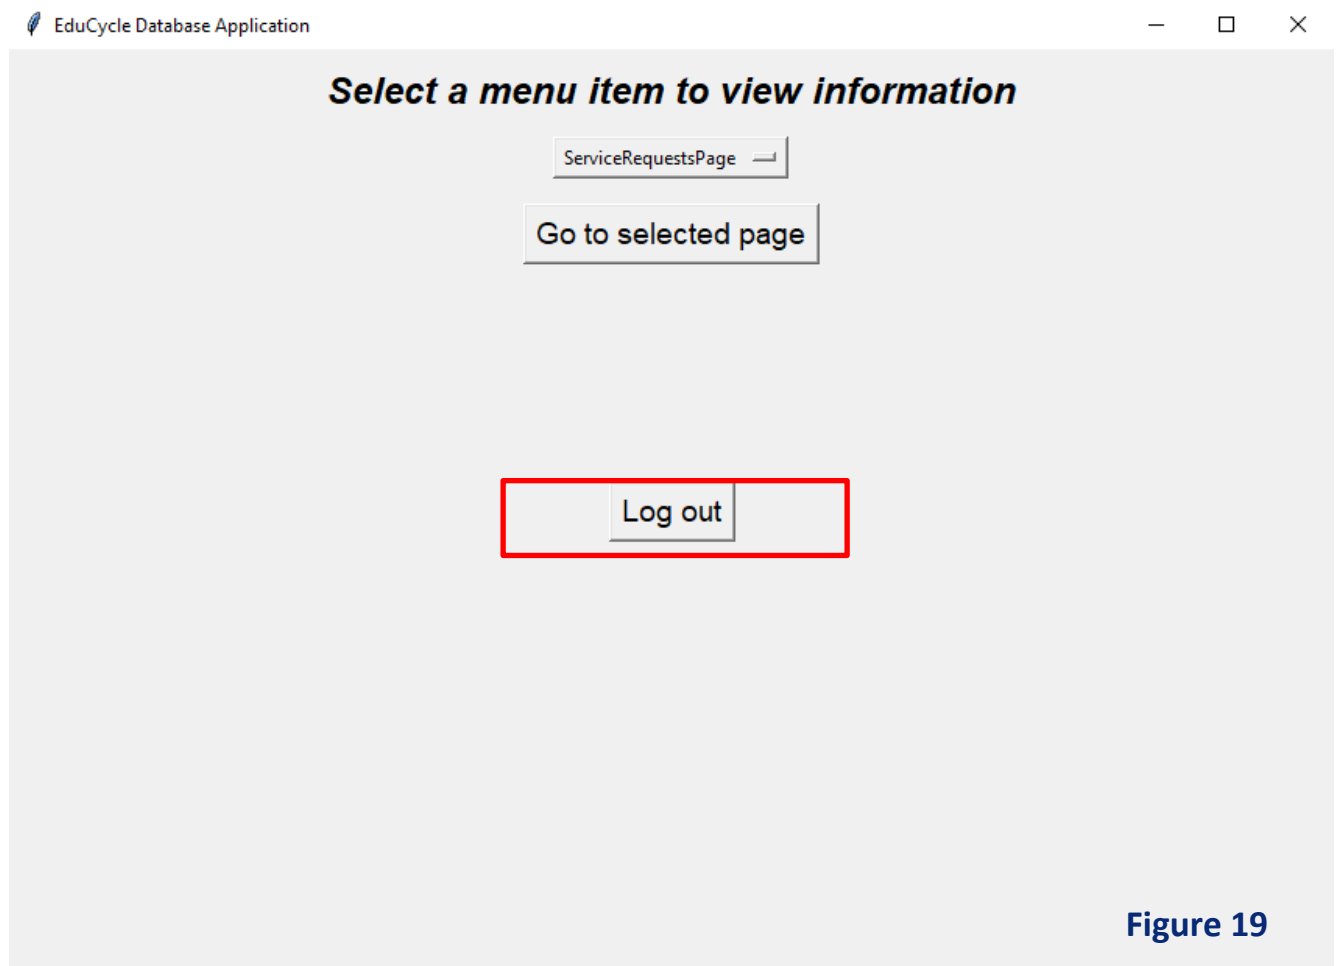 EduCycle Database Application
Select a menu item to view information
ServiceRequestsPage
Go to selected page
Log out
Figure 19